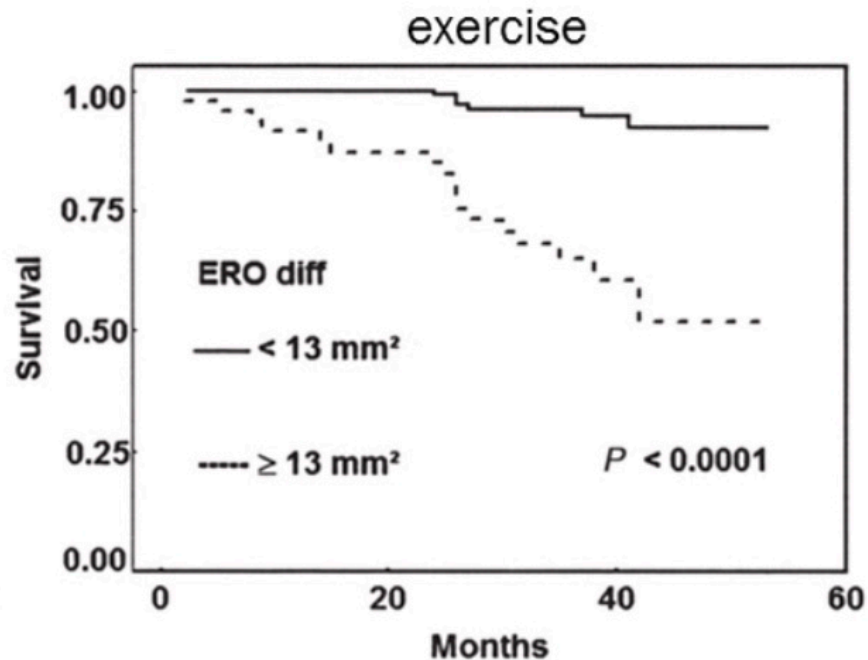 exercise
1.00
0.75
0.50
0.25
0.00
Survival
ERO diff
< 13 mm²
≥ 13 mm²
P < 0.0001
0 20 40 60
Months